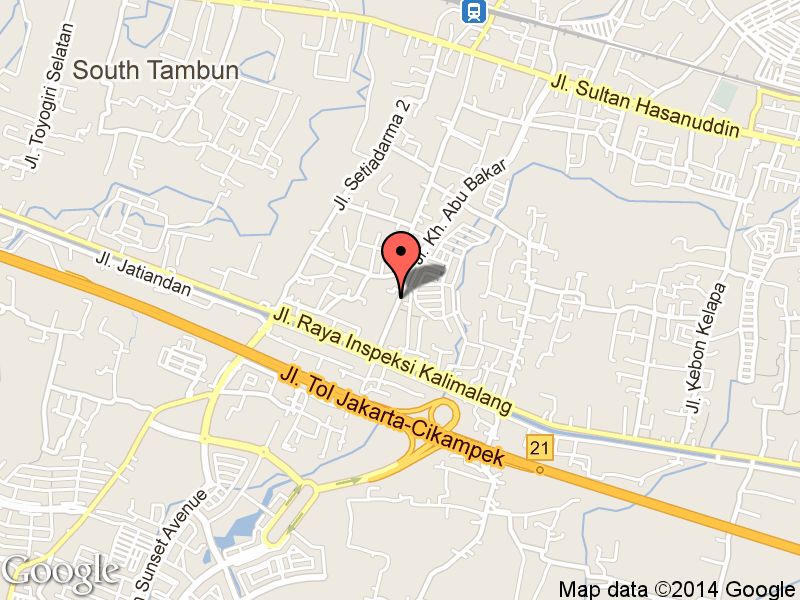 South Tambun
Jl. Toyogiri Selatan
Jl. Setiadarma 2
Jl. Sultan Hasanuddin
Jl. Kh. Abu Bakar
Jl. Jatiandan
Jl. Raya Inspeksi Kalimalang
Jl. Tol Jakarta-Cikampek
Jl. Kebon Kelapa
21
Sunset Avenue
Google
Map data ©2014 Google